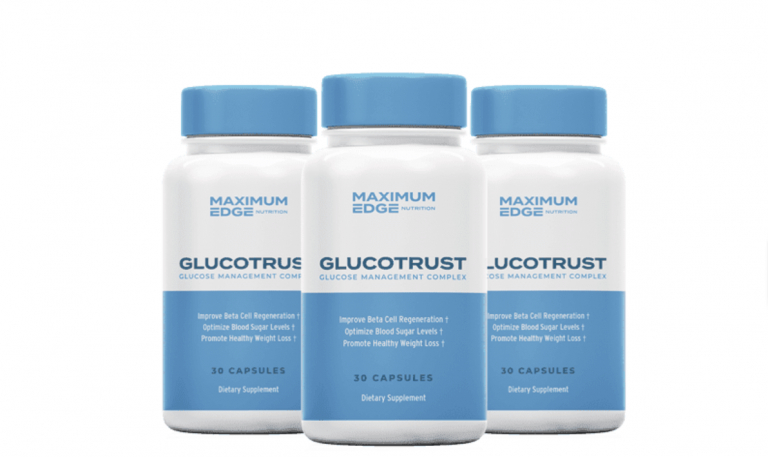 MAXIMUM
EDGE NUTRITION
GLUCOTRUS
GLUCOSE MANAGEMENT COMP
Improve Beta Cell Regeneration †
Optimize Blood Sugar Levels †
Promote Healthy Weight Loss †
30 CAPSULES
Dietary Supplement
MAXIMUM
EDGE NUTRITION
GLUCOTRUST
GLUCOSE MANAGEMENT COMPLEX
Improve Beta Cell Regeneration †
Optimize Blood Sugar Levels †
Promote Healthy Weight Loss †
30 CAPSULES
Dietary Supplement
MAXIMUM
EDGE NUTRITION
LUCOTRUST
GLUCOSE MANAGEMENT COMPLEX
Improve Beta Cell Regeneration †
Optimize Blood Sugar Levels †
Promote Healthy Weight Loss †
30 CAPSULES
Dietary Supplement